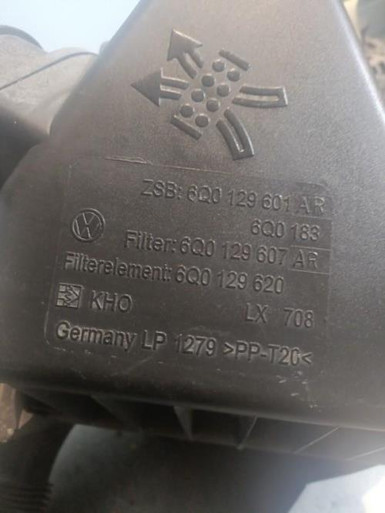 ZSB: 6Q0 129 601 AR
6Q0 183
Filter: 6Q0 129 607 AR
Filterelement: 6Q0 129 620
KHO LX 708
Germany LP 1279 >PP-T20<